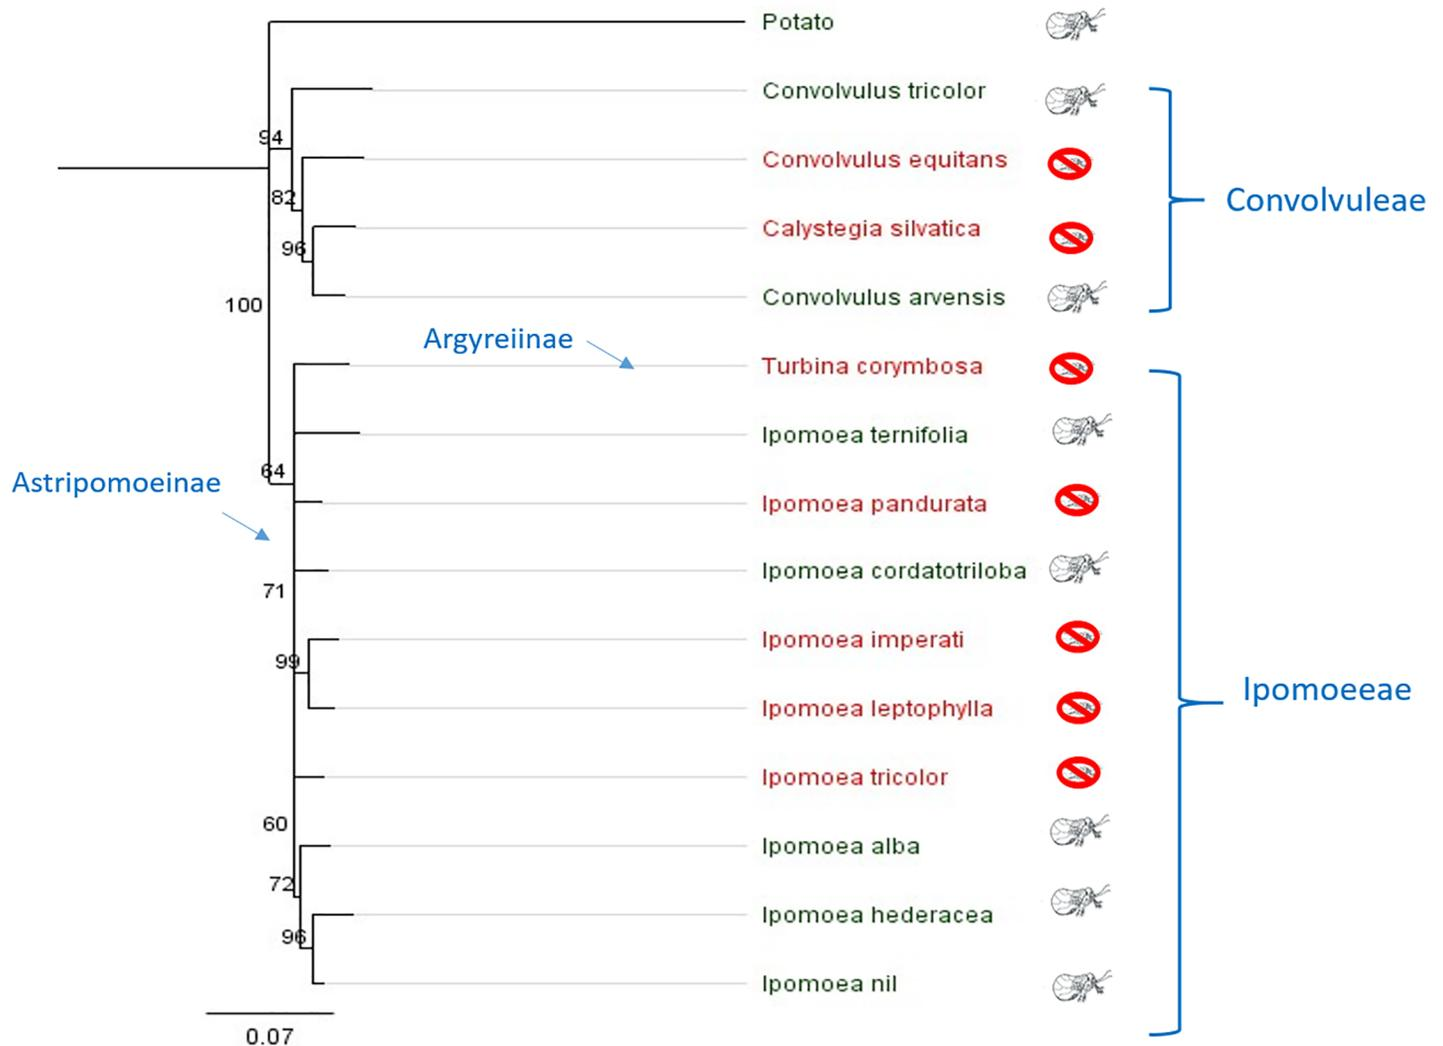 Potato
Convolvulus tricolor
94
Convolvulus equitans
82
Convolvuleae
Calystegia silvatica
96
Convolvulus arvensis
100
Argyreiinae
Turbina corymbosa
Ipomoea ternifolia
64
Astripomoeinae
Ipomoea pandurata
Ipomoea cordatotriloba
71
Ipomoea imperati
99
Ipomoeeae
Ipomoea leptophylla
Ipomoea tricolor
60
Ipomoea alba
72
Ipomoea hederacea
96
Ipomoea nil
0.07